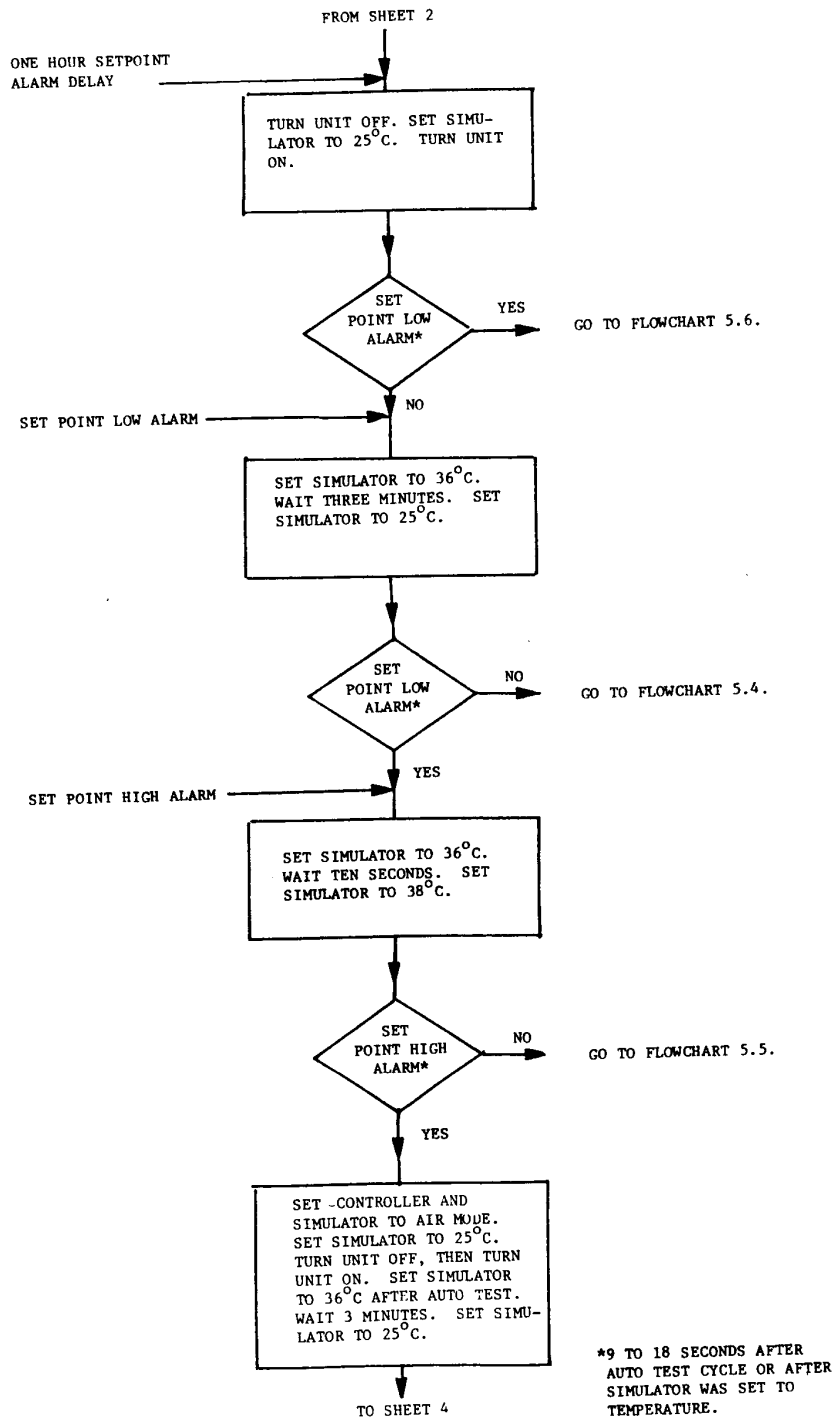 FROM SHEET 2
ONE HOUR SETPOINT
ALARM DELAY
TURN UNIT OFF. SET SIMU-
LATOR TO 25°C. TURN UNIT
ON.
SET
POINT LOW
ALARM*
YES
GO TO FLOWCHART 5.6.
NO
SET POINT LOW ALARM
SET SIMULATOR TO 36°C.
WAIT THREE MINUTES. SET
SIMULATOR TO 25°C.
SET
POINT LOW
ALARM*
NO
GO TO FLOWCHART 5.4.
YES
SET POINT HIGH ALARM
SET SIMULATOR TO 36°C.
WAIT TEN SECONDS. SET
SIMULATOR TO 38°C.
SET
POINT HIGH
ALARM*
NO
GO TO FLOWCHART 5.5.
YES
SET -CONTROLLER AND
SIMULATOR TO AIR MODE.
SET SIMULATOR TO 25°C.
TURN UNIT OFF, THEN TURN
UNIT ON. SET SIMULATOR
TO 36°C AFTER AUTO TEST.
WAIT 3 MINUTES. SET SIMU-
LATOR TO 25°C.
*9 TO 18 SECONDS AFTER
AUTO TEST CYCLE OR AFTER
SIMULATOR WAS SET TO
TEMPERATURE.
TO SHEET 4